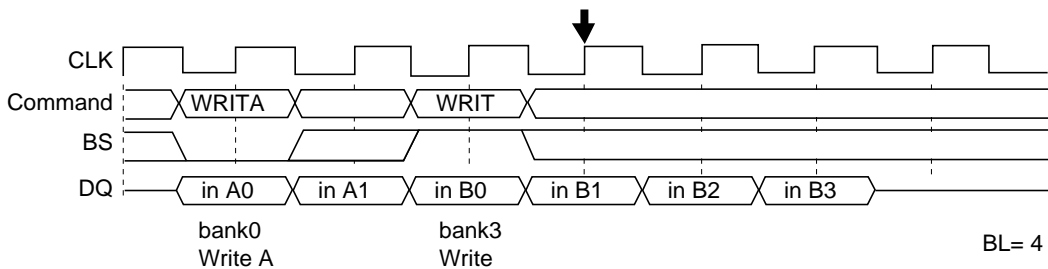 CLK
Command
WRITA
WRIT
BS
DQ
in A0
in A1
in B0
in B1
in B2
in B3
bank0
Write A
bank3
Write
BL= 4